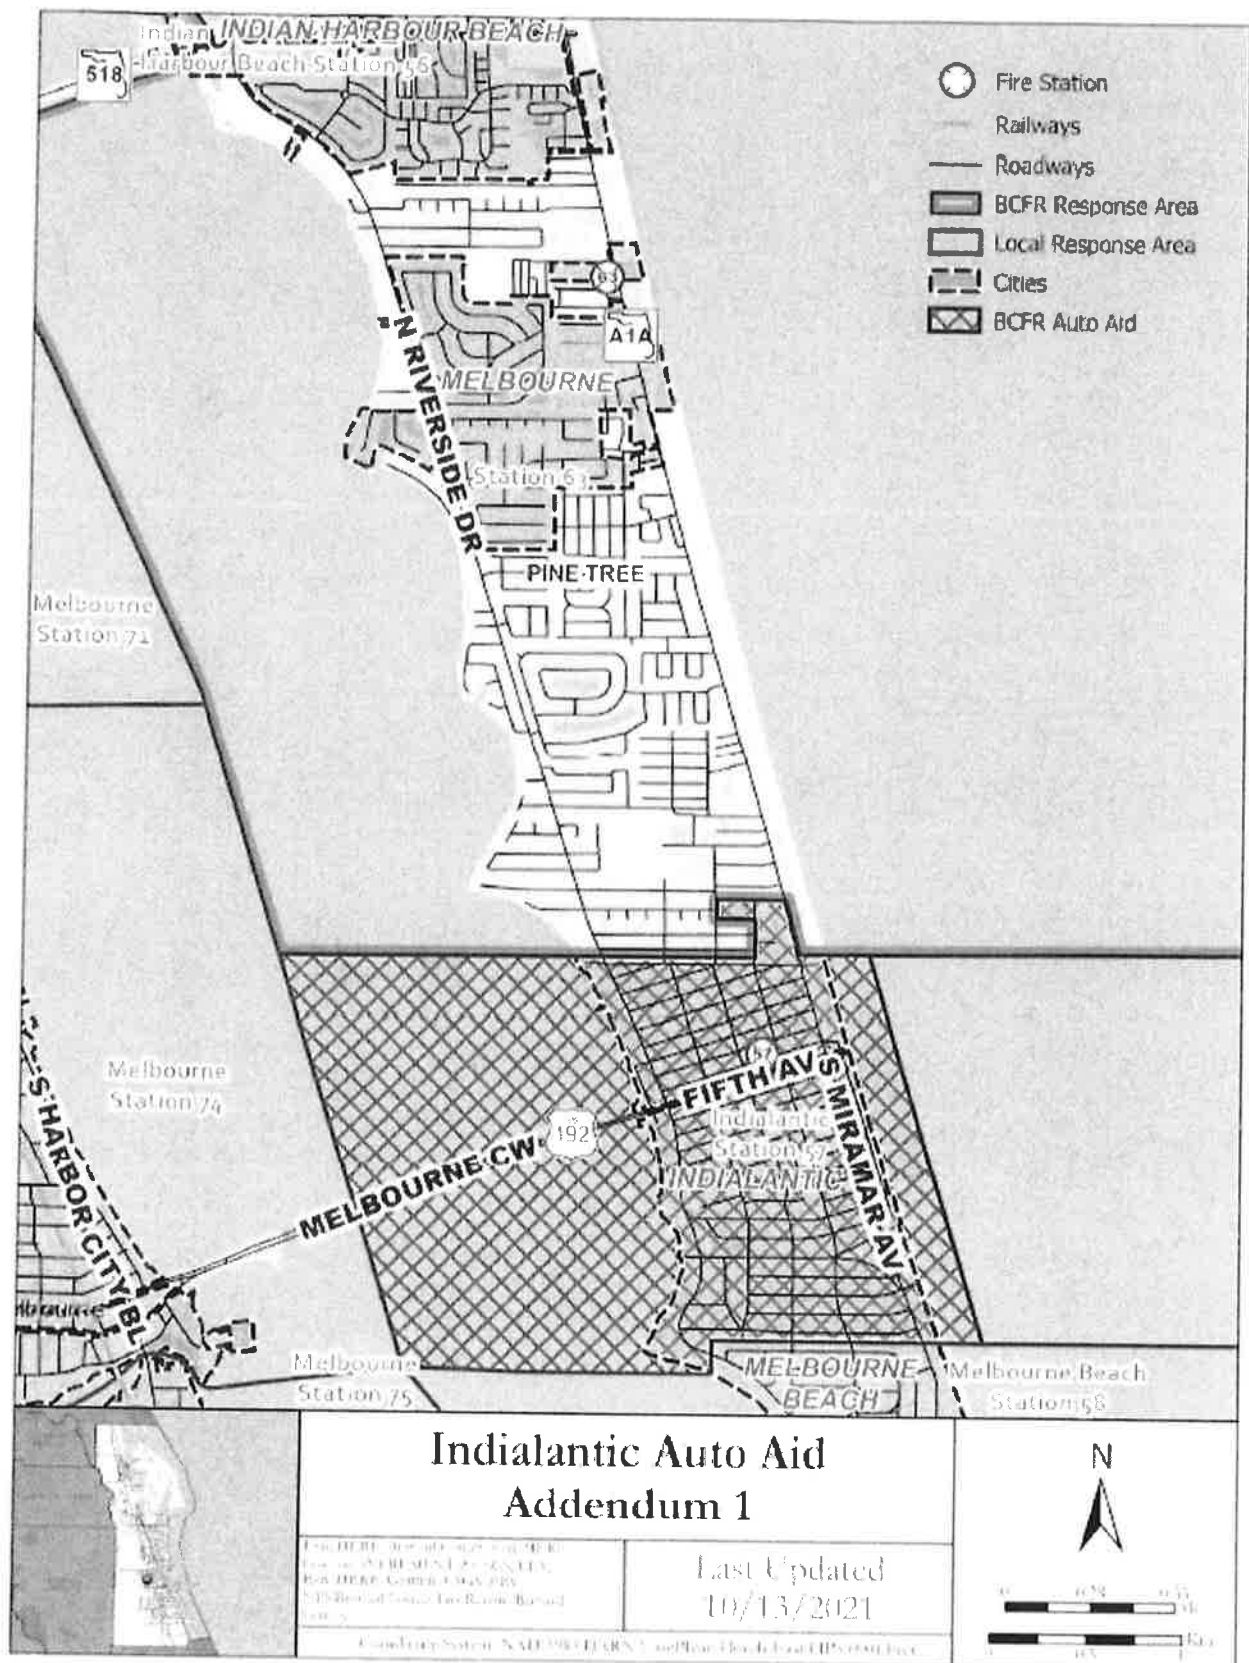 Indian INDIAN HARBOUR BEACH
518
Harbour Beach Station 56
Fire Station
Railways
Roadways
BCFR Response Area
Local Response Area
Cities
BCFR Auto Aid
63
A1A
N RIVERSIDE DR
MELBOURNE
Station 63
PINE TREE
Melbourne
Station 71
Melbourne
Station 74
S HARBOR CITY BL
MELBOURNE CW
192
57
FIFTH AV
S MIRAMAR AV
Indialantic
Station 57
INDIALANTIC
Melbourne
Station 75
MELBOURNE
BEACH
Melbourne Beach
Station 58
Indialantic Auto Aid
Addendum 1
Last Updated
10/13/2021
N